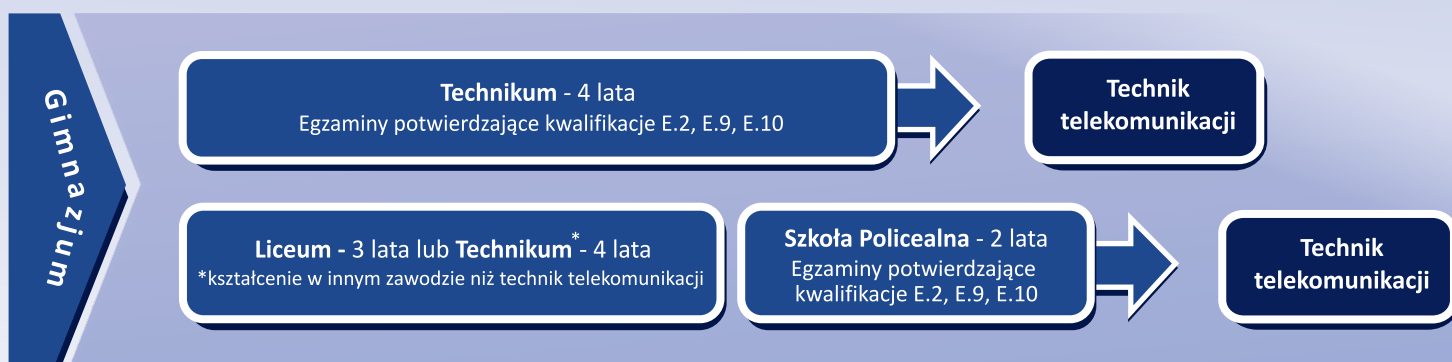 Gimnazjum
Technikum - 4 lata
Egzaminy potwierdzające kwalifikacje E.2, E.9, E.10
Technik
telekomunikacji
Liceum - 3 lata lub Technikum* - 4 lata
*kształcenie w innym zawodzie niż technik telekomunikacji
Szkoła Policealna - 2 lata
Egzaminy potwierdzające
kwalifikacje E.2, E.9, E.10
Technik
telekomunikacji